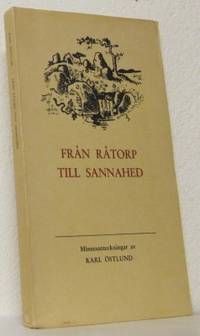 FRÅN RÅTORP
TILL SANNAHED
Minnesanteckningar av
KARL ÖSTLUND